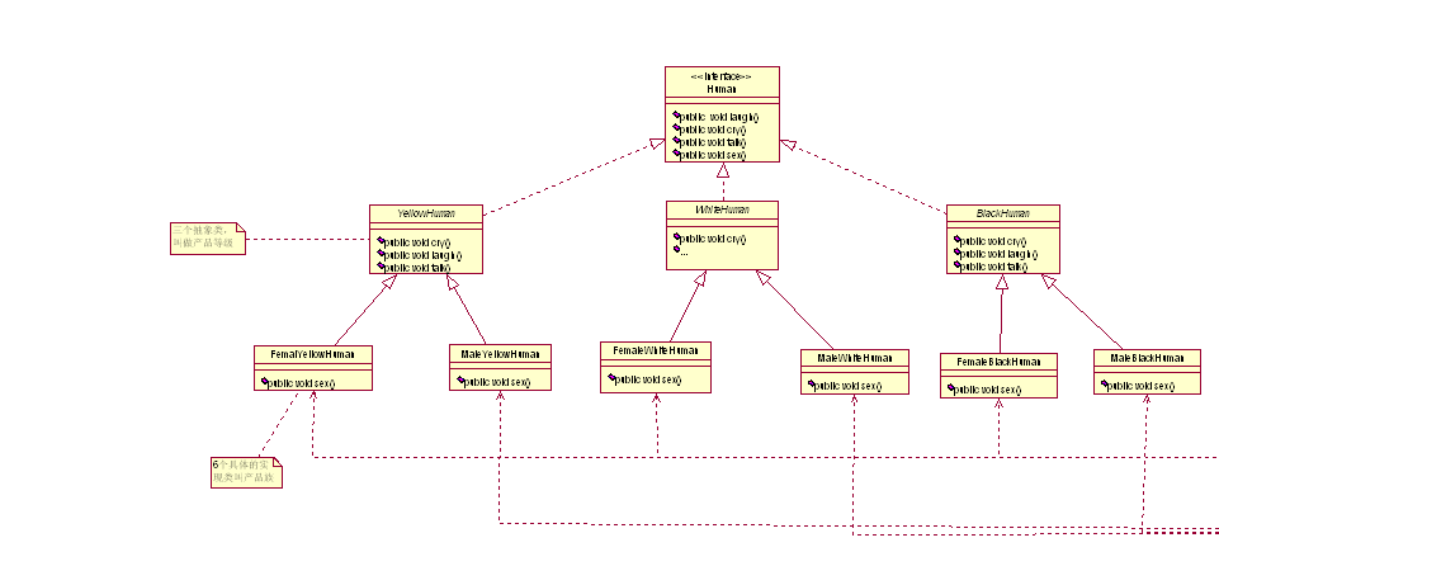 <<Interface>>
Human
public void laugh()
public void cry()
public void talk()
public void sex()
YellowHuman
public void cry()
public void laugh()
public void talk()
WhiteHuman
public void cry()
...
BlackHuman
public void cry()
public void laugh()
public void talk()
三个抽象类,
叫做产品等级
FemalYellowHuman
public void sex()
MaleYellowHuman
public void sex()
FemaleWhiteHuman
public void sex()
MaleWhiteHuman
public void sex()
FemaleBlackHuman
public void sex()
MaleBlackHuman
public void sex()
6个具体的实
现类叫产品族